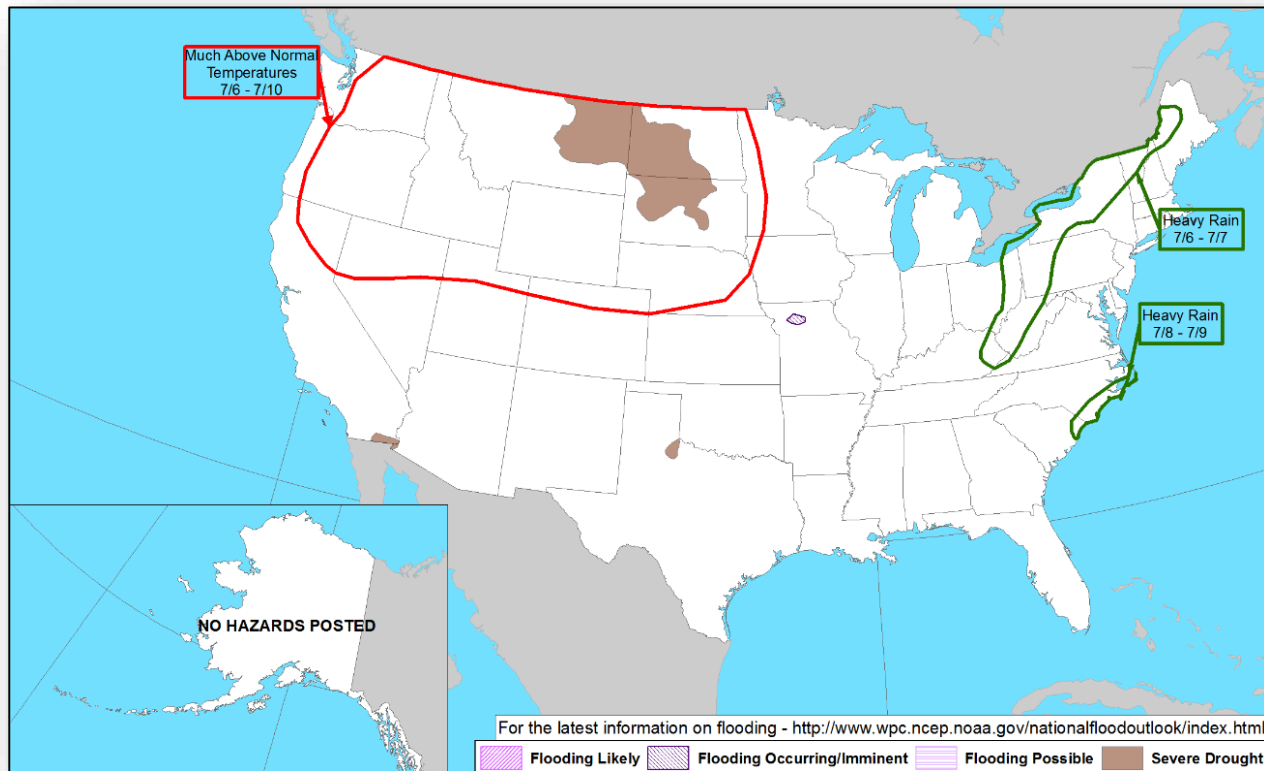 Much Above Normal
Temperatures
7/6 - 7/10
Heavy Rain
7/6 - 7/7
Heavy Rain
7/8 - 7/9
NO HAZARDS POSTED
For the latest information on flooding - http://www.wpc.ncep.noaa.gov/nationalfloodoutlook/index.html
Flooding Likely Flooding Occurring/Imminent Flooding Possible Severe Drought